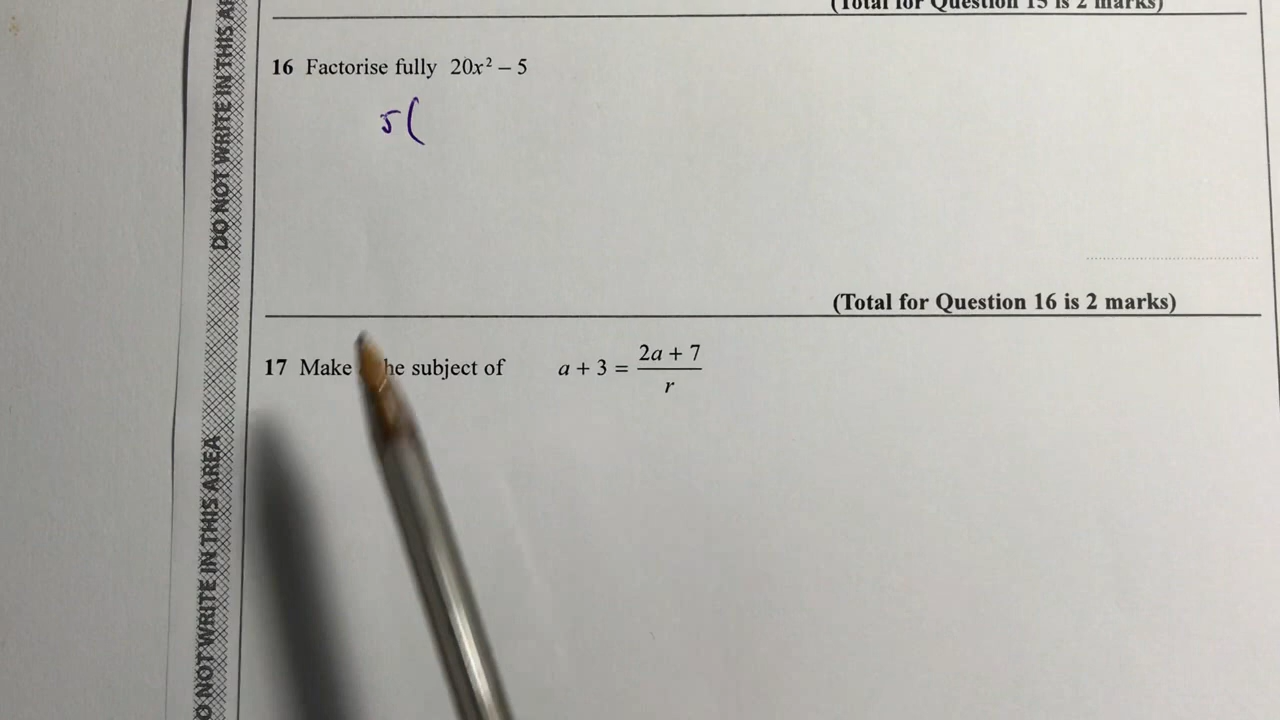 (Total for Question 15 is 2 marks)
DO NOT WRITE IN THIS
16 Factorise fully 20x² – 5
5(
(Total for Question 16 is 2 marks)
17 Make the subject of a + 3 = \frac{2a + 7}{r}
NOT WRITE IN THIS AREA